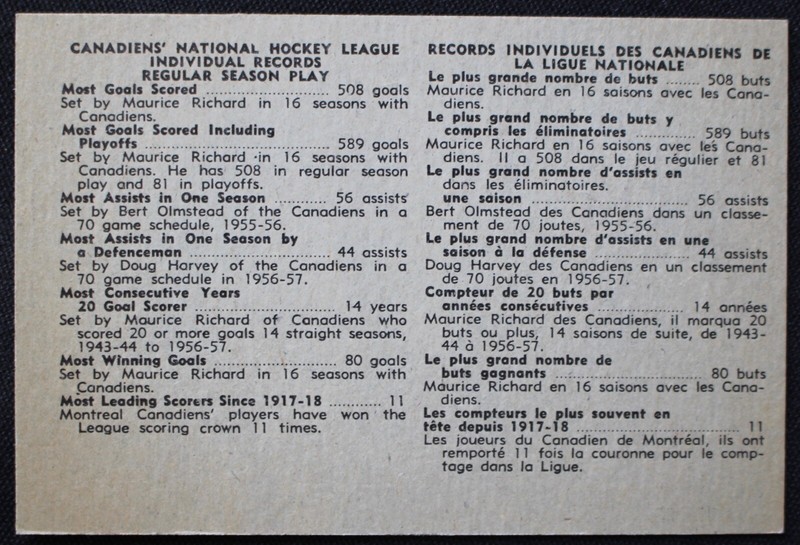 CANADIENS' NATIONAL HOCKEY LEAGUE
INDIVIDUAL RECORDS
REGULAR SEASON PLAY
Most Goals Scored .............................. 508 goals
Set by Maurice Richard in 16 seasons with
Canadiens.
Most Goals Scored Including
Playoffs .............................. 589 goals
Set by Maurice Richard in 16 seasons with
Canadiens. He has 508 in regular season
play and 81 in playoffs.
Most Assists in One Season ............ 56 assists
Set by Bert Olmstead of the Canadiens in a
70 game schedule, 1955-56.
Most Assists in One Season by
a Defenceman .............................. 44 assists
Set by Doug Harvey of the Canadiens in a
70 game schedule in 1956-57.
Most Consecutive Years
20 Goal Scorer .............................. 14 years
Set by Maurice Richard of Canadiens who
scored 20 or more goals 14 straight seasons,
1943-44 to 1956-57.
Most Winning Goals .......................... 80 goals
Set by Maurice Richard in 16 seasons with
Canadiens.
Most Leading Scorers Since 1917-18 ............ 11
Montreal Canadiens' players have won the
League scoring crown 11 times.
RECORDS INDIVIDUELS DES CANADIENS DE
LA LIGUE NATIONALE
Le plus grande nombre de buts ........ 508 buts
Maurice Richard en 16 saisons avec les Cana-
diens.
Le plus grand nombre de buts y
compris les éliminatoires .............. 589 buts
Maurice Richard en 16 saisons avec les Cana-
diens. Il a 508 dans le jeu régulier et 81
Le plus grand nombre d'assists en
dans les éliminatoires.
une saison .................................. 56 assists
Bert Olmstead des Canadiens dans un classe-
ment de 70 joutes, 1955-56.
Le plus grand nombre d'assists en une
saison à la défense .................... 44 assists
Doug Harvey des Canadiens en un classement
de 70 joutes en 1956-57.
Compteur de 20 buts par
années consécutives .................. 14 années
Maurice Richard des Canadiens, il marqua 20
buts ou plus, 14 saisons de suite, de 1943-
44 à 1956-57.
Le plus grand nombre de
buts gagnants .............................. 80 buts
Maurice Richard en 16 saisons avec les Cana-
diens.
Les compteurs le plus souvent en
tête depuis 1917-18 .................................. 11
Les joueurs du Canadien de Montréal, ils ont
remporté 11 fois la couronne pour le comp-
tage dans la Ligue.